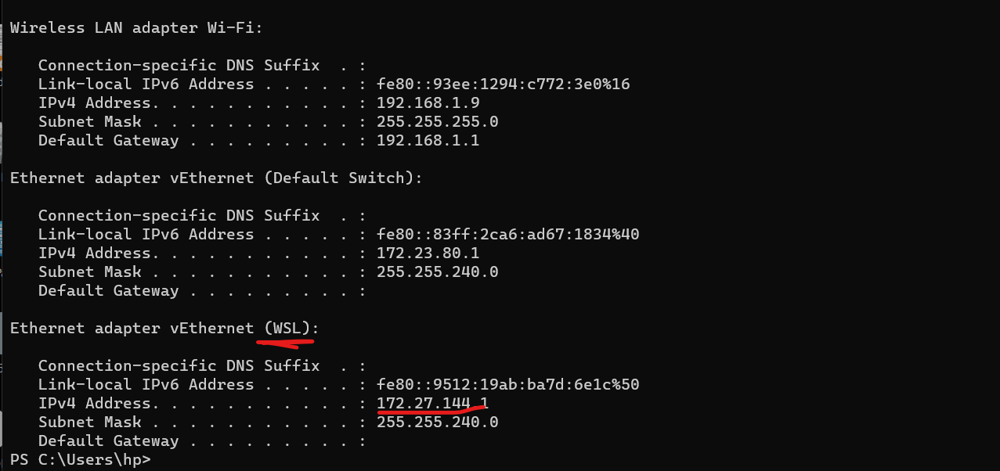 Wireless LAN adapter Wi-Fi:
Connection-specific DNS Suffix  . :
Link-local IPv6 Address . . . . . : fe80::93ee:1294:c772:3e0%16
IPv4 Address. . . . . . . . . . . : 192.168.1.9
Subnet Mask . . . . . . . . . . . : 255.255.255.0
Default Gateway . . . . . . . . . : 192.168.1.1
Ethernet adapter vEthernet (Default Switch):
Connection-specific DNS Suffix  . :
Link-local IPv6 Address . . . . . : fe80::83ff:2ca6:ad67:1834%40
IPv4 Address. . . . . . . . . . . : 172.23.80.1
Subnet Mask . . . . . . . . . . . : 255.255.240.0
Default Gateway . . . . . . . . . :
Ethernet adapter vEthernet (WSL):
Connection-specific DNS Suffix  . :
Link-local IPv6 Address . . . . . : fe80::9512:19ab:ba7d:6e1c%50
IPv4 Address. . . . . . . . . . . : 172.27.144.1
Subnet Mask . . . . . . . . . . . : 255.255.240.0
Default Gateway . . . . . . . . . :
PS C:\Users\hp>